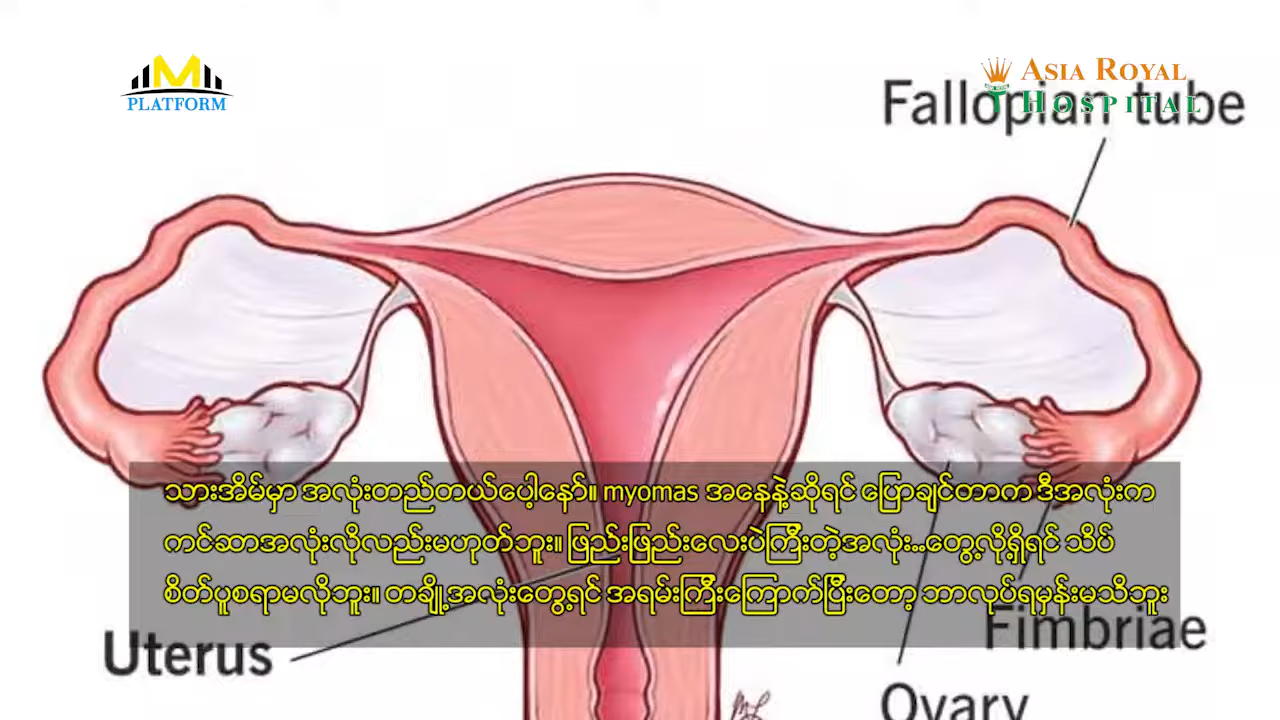 M
PLATFORM
ASIA ROYAL
HOSPITAL
Fallopian tube
သားအိမ်မှာ အလုံးတည်တယ်ပေါ့နော်။ myomas အနေနဲ့ဆိုရင် ပြောချင်တာက ဒီအလုံးက
ကင်ဆာအလုံးလိုလည်းမဟုတ်ဘူး။ ဖြည်းဖြည်းလေးပဲကြီးတဲ့အလုံး..တွေ့လို့ရှိရင် သိပ်
စိတ်ပူစရာမလိုဘူး။ တချို့အလုံးတွေ့ရင် အရမ်းကြီးကြောက်ပြီးတော့ ဘာလုပ်ရမှန်းမသိဘူး
Fimbriae
Uterus
Ovary